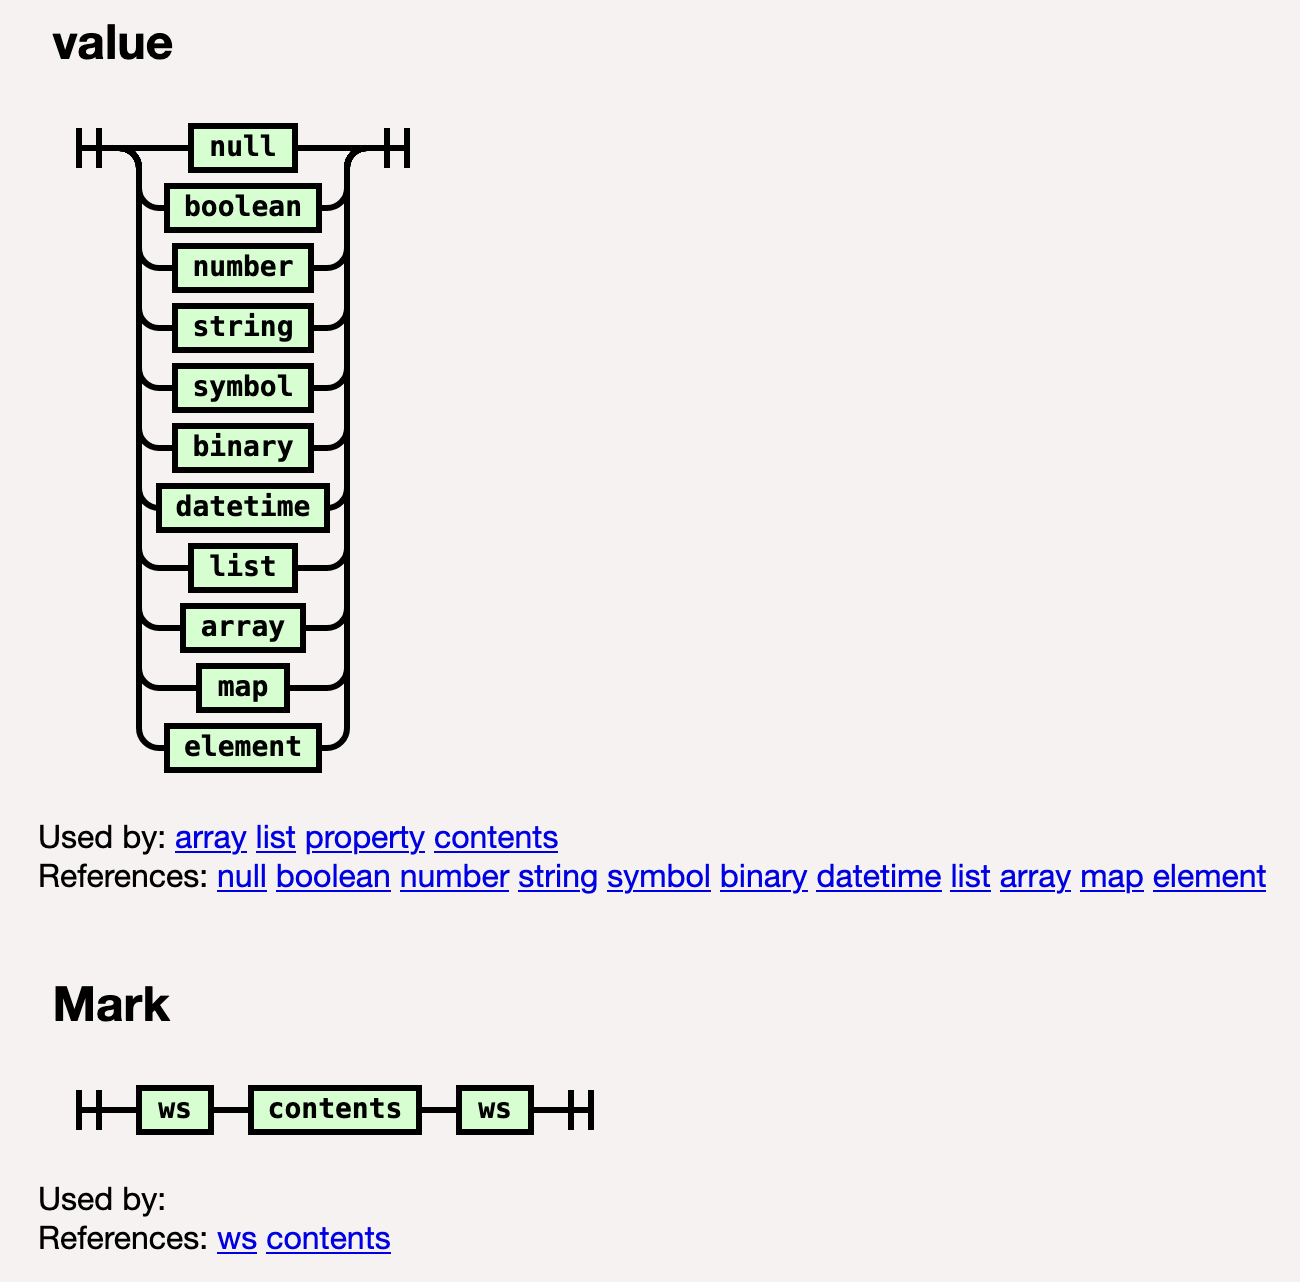 value
null
boolean
number
string
symbol
binary
datetime
list
array
map
element
Used by: array list property contents
References: null boolean number string symbol binary datetime list array map element
Mark
ws contents ws
Used by:
References: ws contents